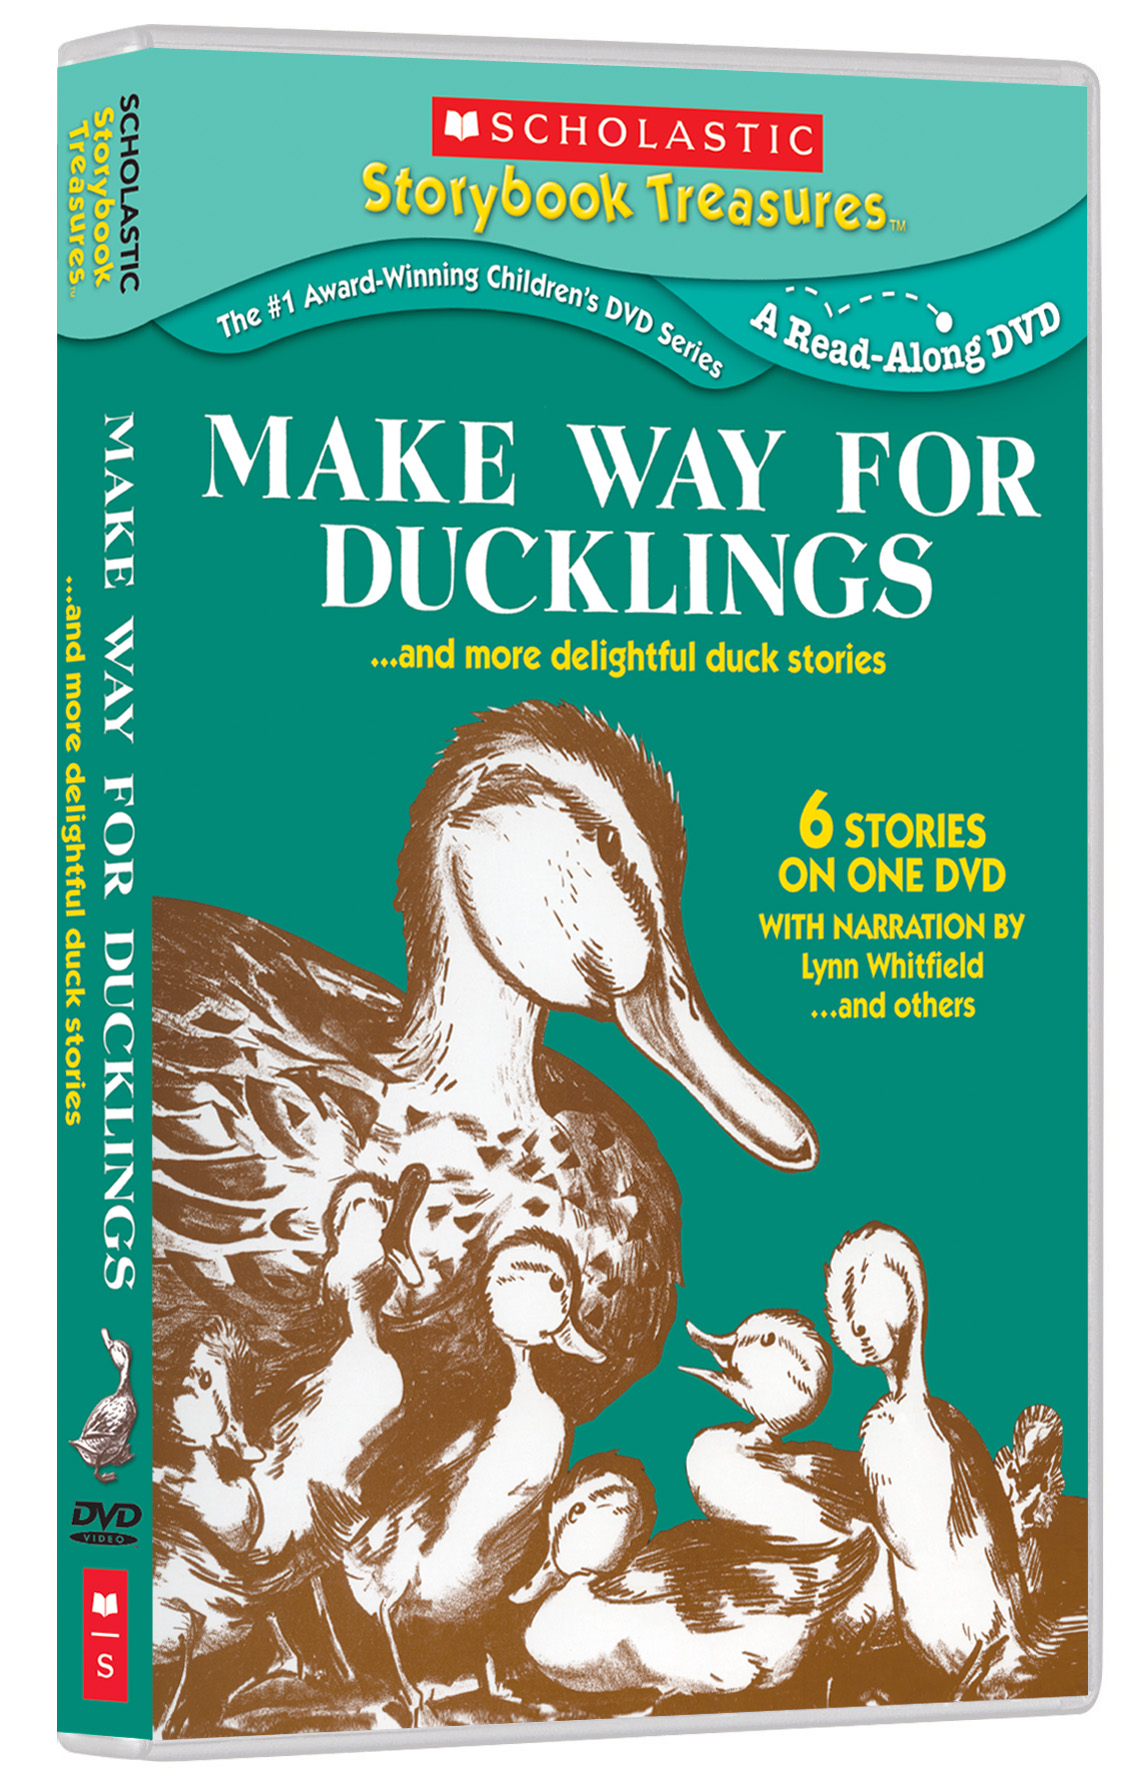 SCHOLASTIC
Storybook Treasures™
The #1 Award-Winning Children's DVD Series
A Read-Along DVD
MAKE WAY FOR
DUCKLINGS
...and more delightful duck stories
6 STORIES
ON ONE DVD
WITH NARRATION BY
Lynn Whitfield
...and others
SCHOLASTIC
Storybook
Treasures™
MAKE WAY FOR DUCKLINGS
...and more delightful duck stories
DVD
VIDEO
S